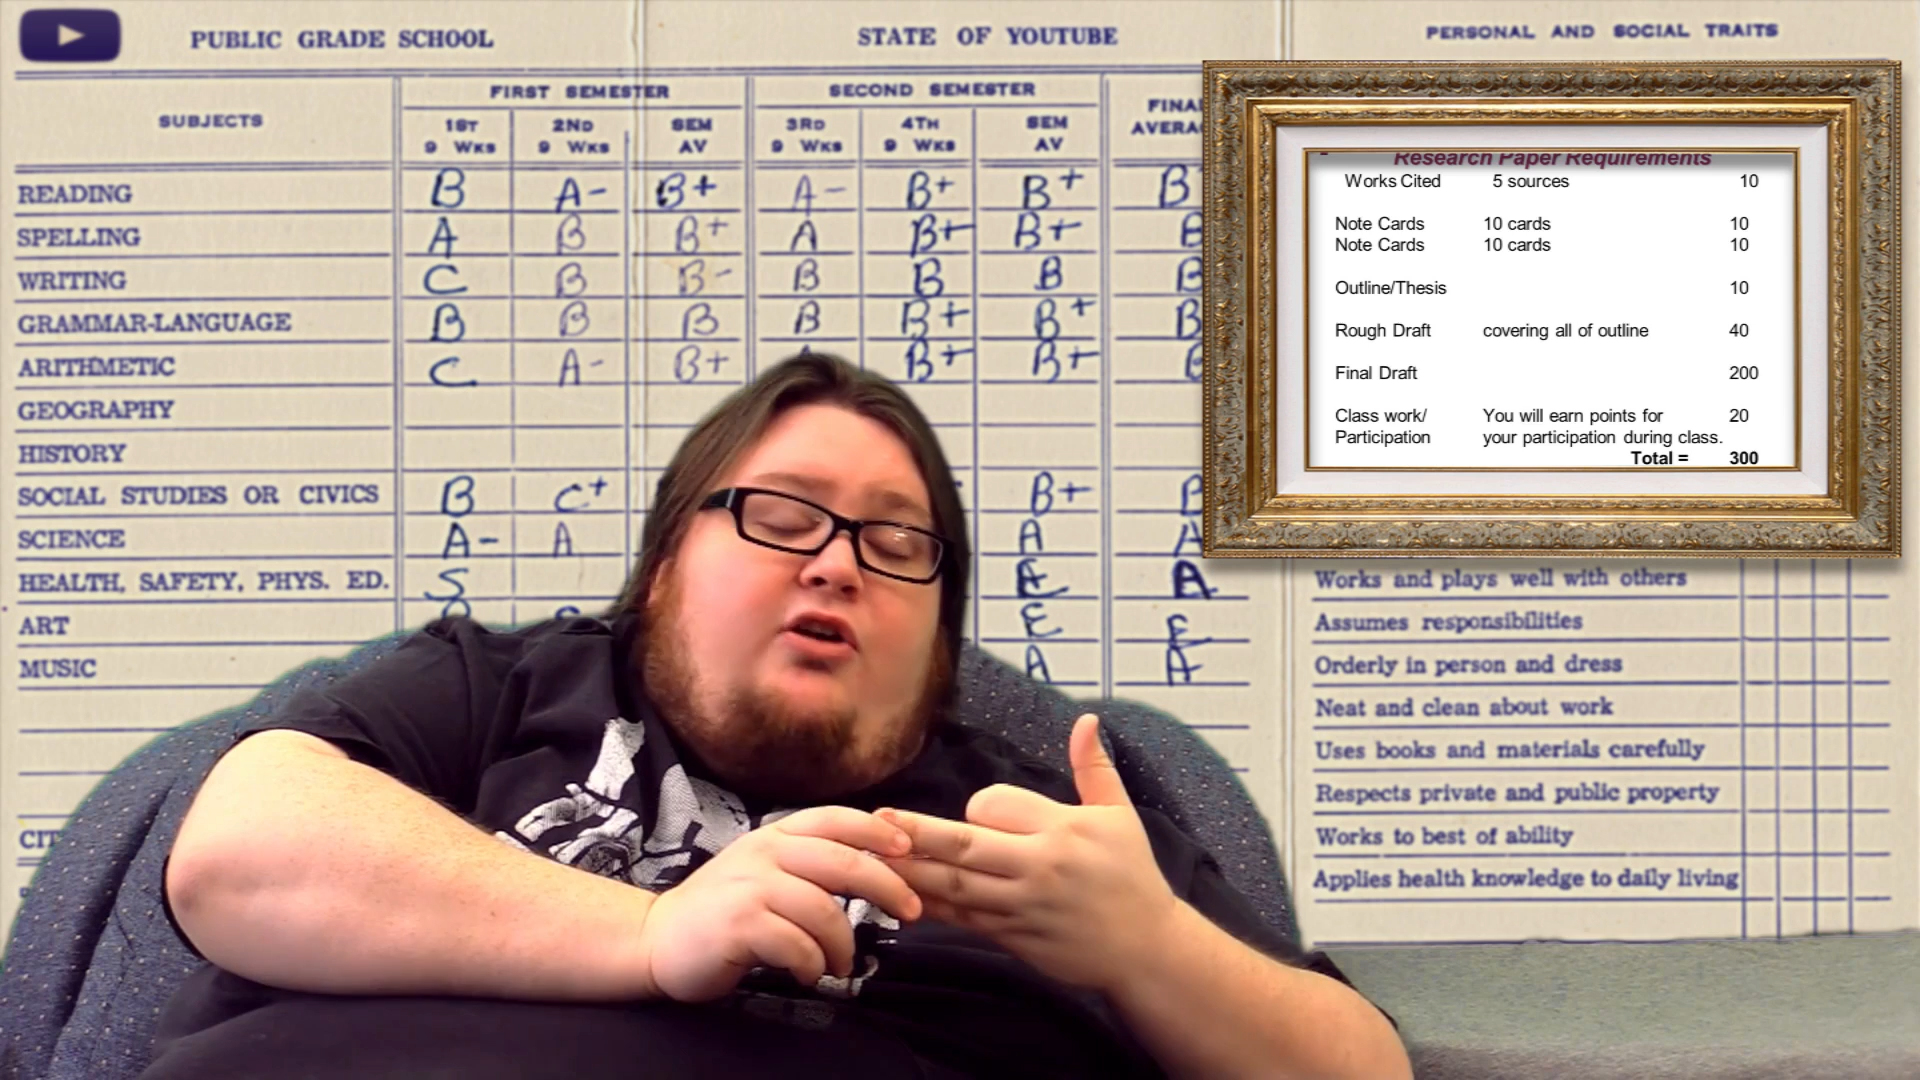 PUBLIC GRADE SCHOOL
STATE OF YOUTUBE
PERSONAL AND SOCIAL TRAITS
SUBJECTS
FIRST SEMESTER
SECOND SEMESTER
FINAL
1ST
9 WKS
2ND
9 WKS
SEM
AV
3RD
9 WKS
4TH
9 WKS
SEM
AV
READING B A- B+ A- B+ B+ B
SPELLING A B B+ A B+ B+ B
WRITING C B B- B B B B
GRAMMAR-LANGUAGE B B B B B+ B+ B
ARITHMETIC C A- B+ B+ B+
GEOGRAPHY
HISTORY
SOCIAL STUDIES OR CIVICS B C+ B+ B
SCIENCE A- A A A
HEALTH, SAFETY, PHYS. ED. S A
ART E E
MUSIC A A
Research Paper Requirements
Works Cited 5 sources 10
Note Cards 10 cards 10
Note Cards 10 cards 10
Outline/Thesis 10
Rough Draft covering all of outline 40
Final Draft 200
Class work/ You will earn points for 20
Participation your participation during class.
Total = 300
Works and plays well with others
Assumes responsibilities
Orderly in person and dress
Neat and clean about work
Uses books and materials carefully
Respects private and public property
Works to best of ability
Applies health knowledge to daily living